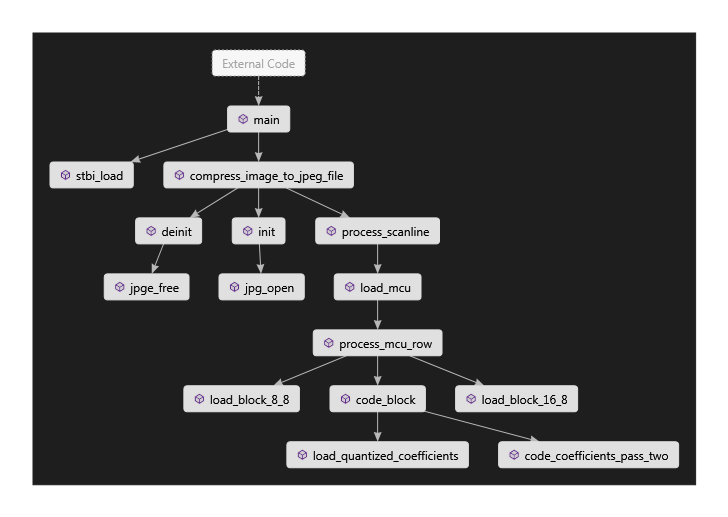 External Code
main
stbi_load
compress_image_to_jpeg_file
deinit
init
process_scanline
jpge_free
jpg_open
load_mcu
process_mcu_row
load_block_8_8
code_block
load_block_16_8
load_quantized_coefficients
code_coefficients_pass_two